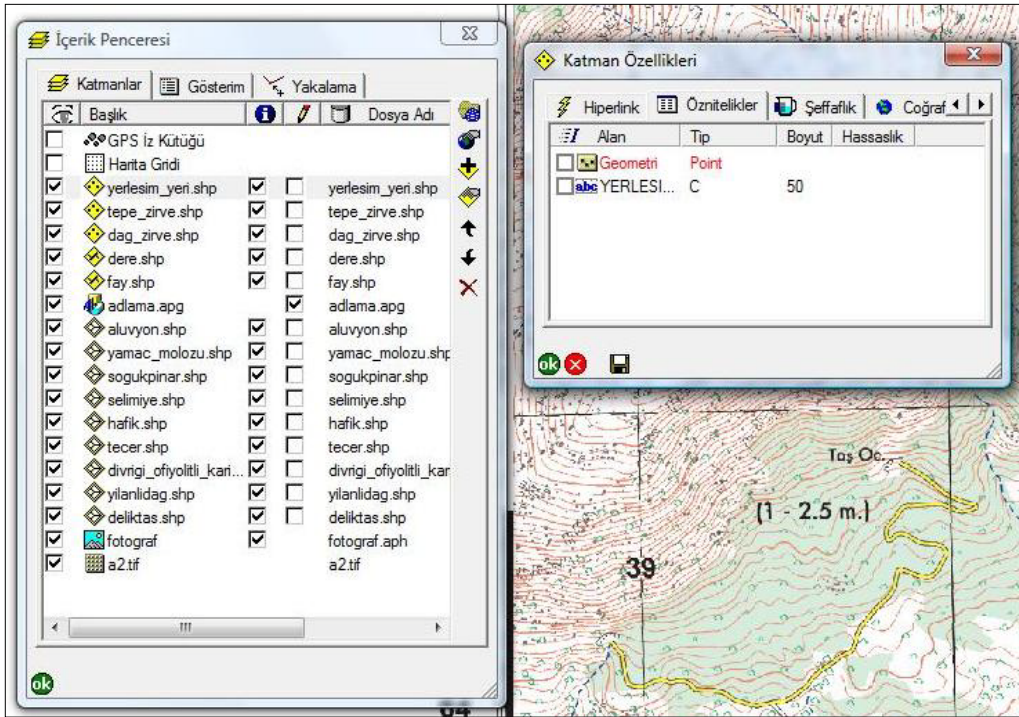 İçerik Penceresi
Katmanlar Gösterim Yakalama
Başlık Dosya Adı
GPS İz Kütüğü
Harita Gridi
yerlesim_yeri.shp yerlesim_yeri.shp
tepe_zirve.shp tepe_zirve.shp
dag_zirve.shp dag_zirve.shp
dere.shp dere.shp
fay.shp fay.shp
adlama.apg adlama.apg
aluvyon.shp aluvyon.shp
yamac_molozu.shp yamac_molozu.shp
sogukpinar.shp sogukpinar.shp
selimiye.shp selimiye.shp
hafik.shp hafik.shp
tecer.shp tecer.shp
divrigi_ofiyolitli_kari... divrigi_ofiyolitli_kar
yilanlidag.shp yilanlidag.shp
deliktas.shp deliktas.shp
fotograf fotograf.aph
a2.tif a2.tif
ok
Katman Özellikleri
Hiperlink Öznitelikler Şeffaflık Coğraf
Alan Tip Boyut Hassaslık
Geometri Point
abc YERLESI... C 50
ok
Taş Oc.
(1 - 2.5 m.)
39